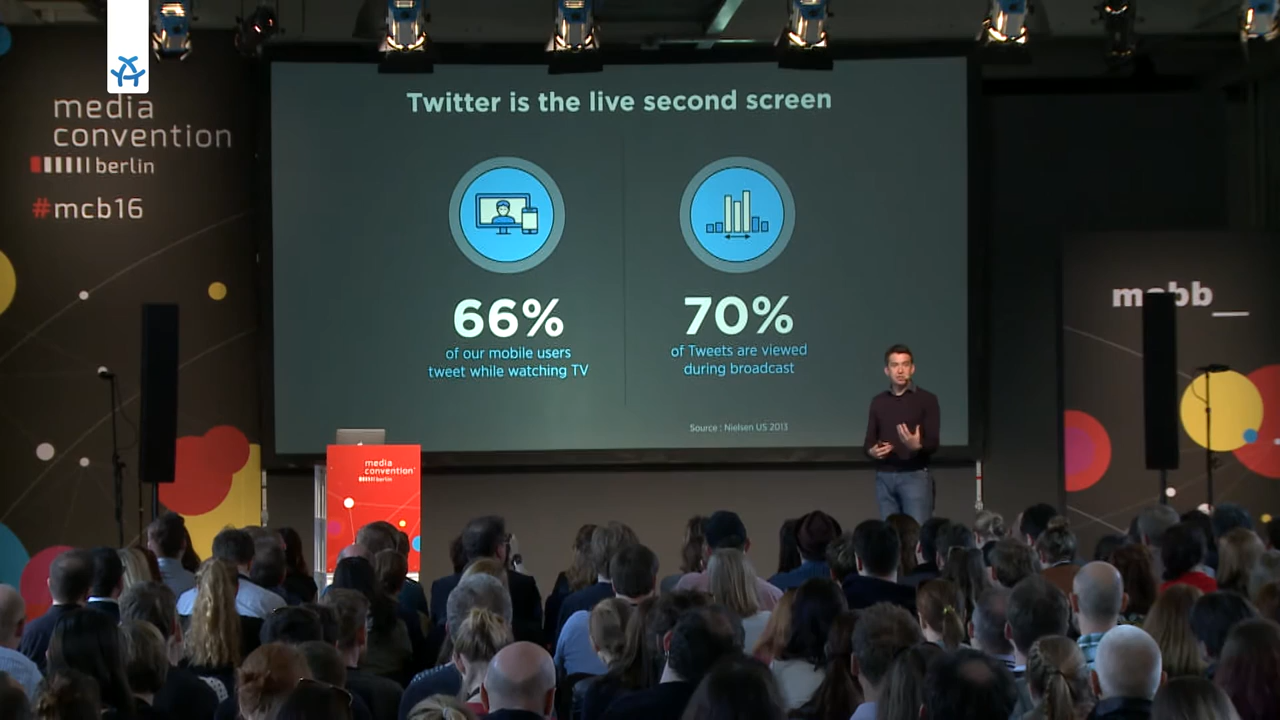 media
convention
berlin
#mcb16
Twitter is the live second screen
66%
of our mobile users
tweet while watching TV
70%
of Tweets are viewed
during broadcast
Source : Nielsen US 2013
media
convention
berlin